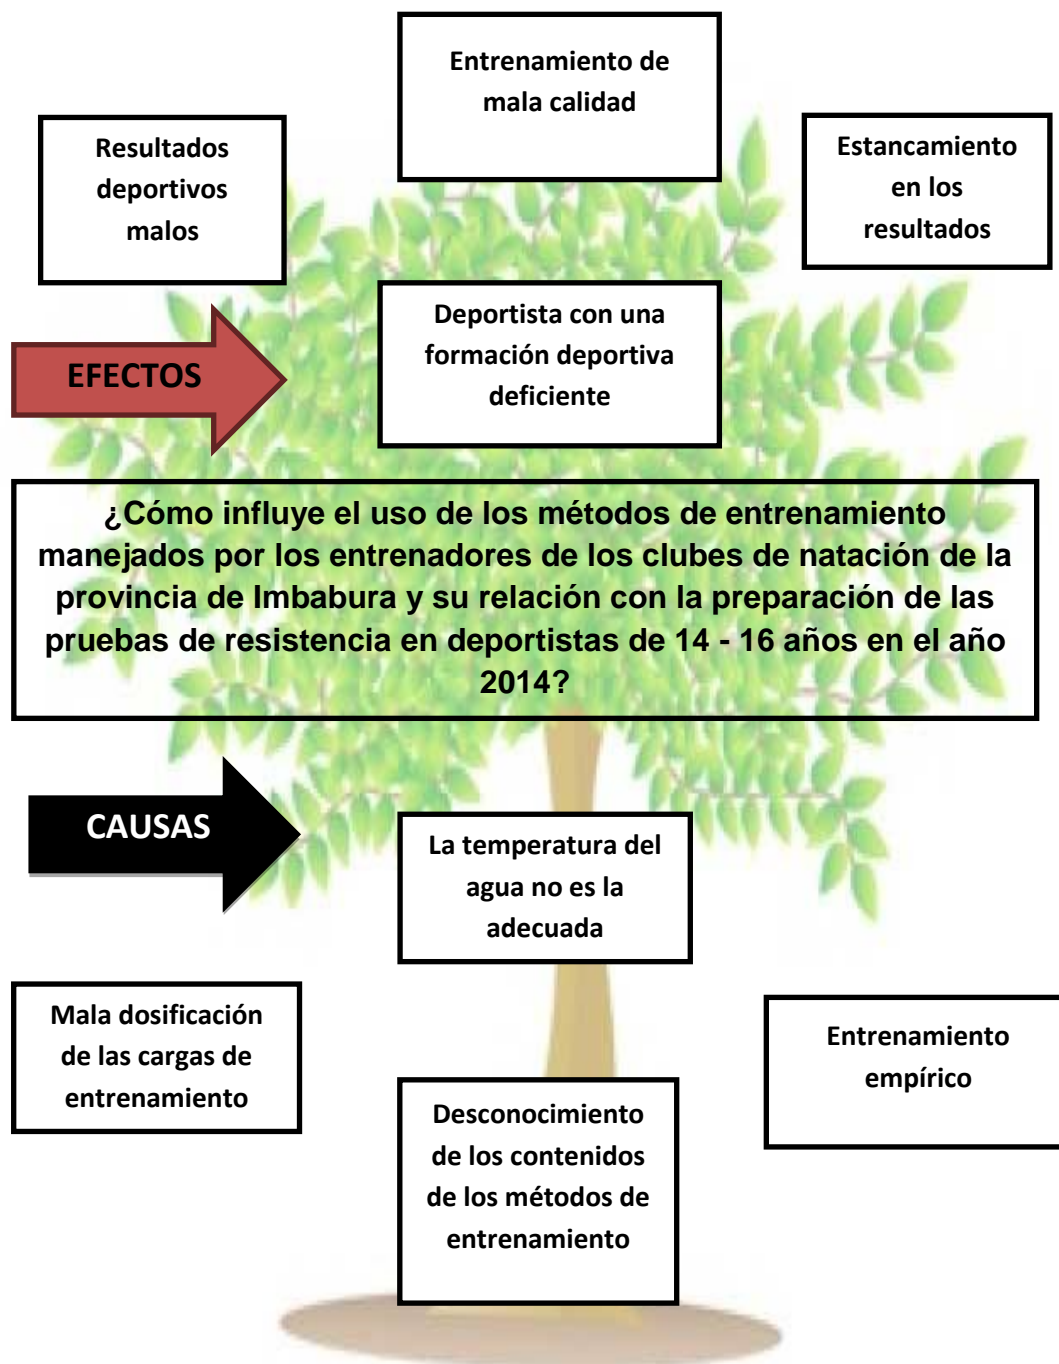 Entrenamiento de
mala calidad
Resultados
deportivos
malos
Estancamiento
en los
resultados
Deportista con una
formación deportiva
deficiente
EFECTOS
¿Cómo influye el uso de los métodos de entrenamiento
manejados por los entrenadores de los clubes de natación de la
provincia de Imbabura y su relación con la preparación de las
pruebas de resistencia en deportistas de 14 - 16 años en el año
2014?
CAUSAS
La temperatura del
agua no es la
adecuada
Mala dosificación
de las cargas de
entrenamiento
Entrenamiento
empírico
Desconocimiento
de los contenidos
de los métodos de
entrenamiento